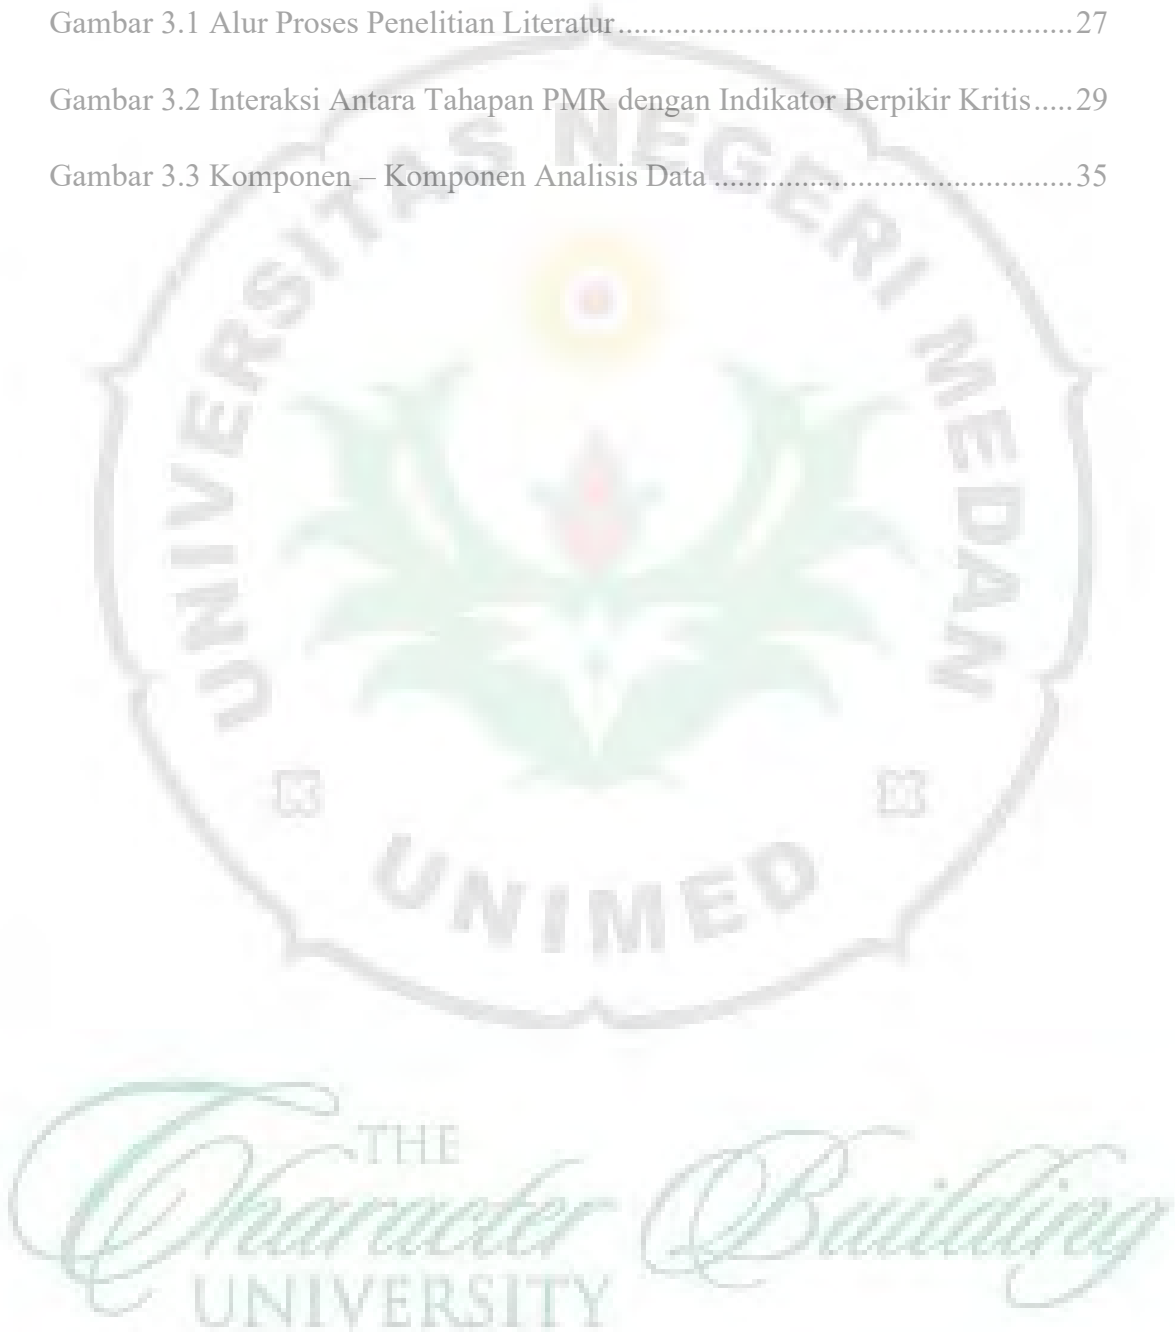 Gambar 3.1 Alur Proses Penelitian Literatur........................................................27
Gambar 3.2 Interaksi Antara Tahapan PMR dengan Indikator Berpikir Kritis.....29
Gambar 3.3 Komponen – Komponen Analisis Data ............................................35
UNIVERSITAS NEGERI MEDAN
UNIMED
THE
Character Building
UNIVERSITY